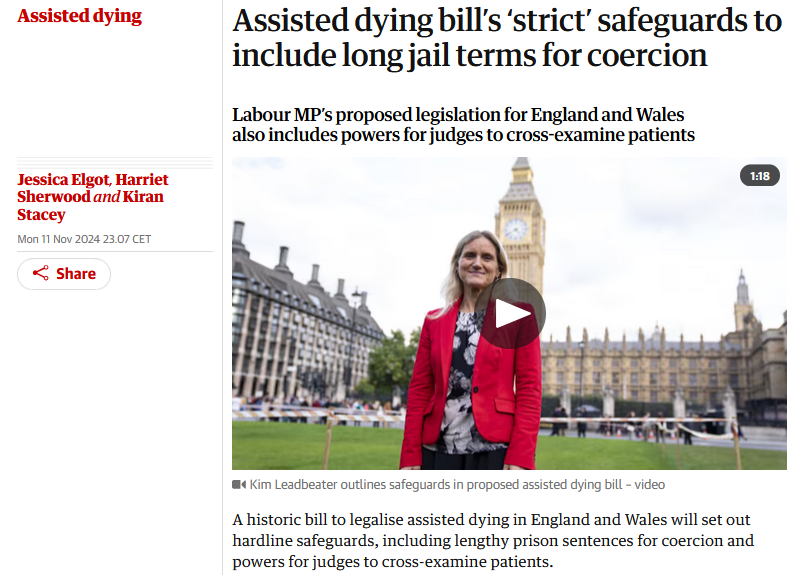 Assisted dying
Assisted dying bill's ‘strict’ safeguards to
include long jail terms for coercion
Labour MP's proposed legislation for England and Wales
also includes powers for judges to cross-examine patients
Jessica Elgot, Harriet
Sherwood and Kiran
Stacey
Mon 11 Nov 2024 23.07 CET
Share
1:18
Kim Leadbeater outlines safeguards in proposed assisted dying bill – video
A historic bill to legalise assisted dying in England and Wales will set out
hardline safeguards, including lengthy prison sentences for coercion and
powers for judges to cross-examine patients.